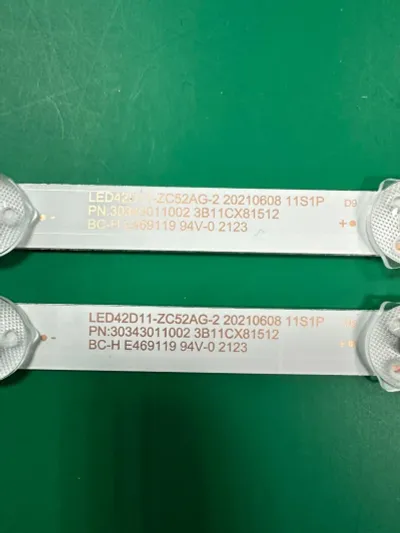 LED42D11-ZC52AG-2 20210608 11S1P D9
PN:30343011002 3B11CX81512
BC-H E469119 94V-0 2123
LED42D11-ZC52AG-2 20210608 11S1P
PN:30343011002 3B11CX81512
BC-H E469119 94V-0 2123